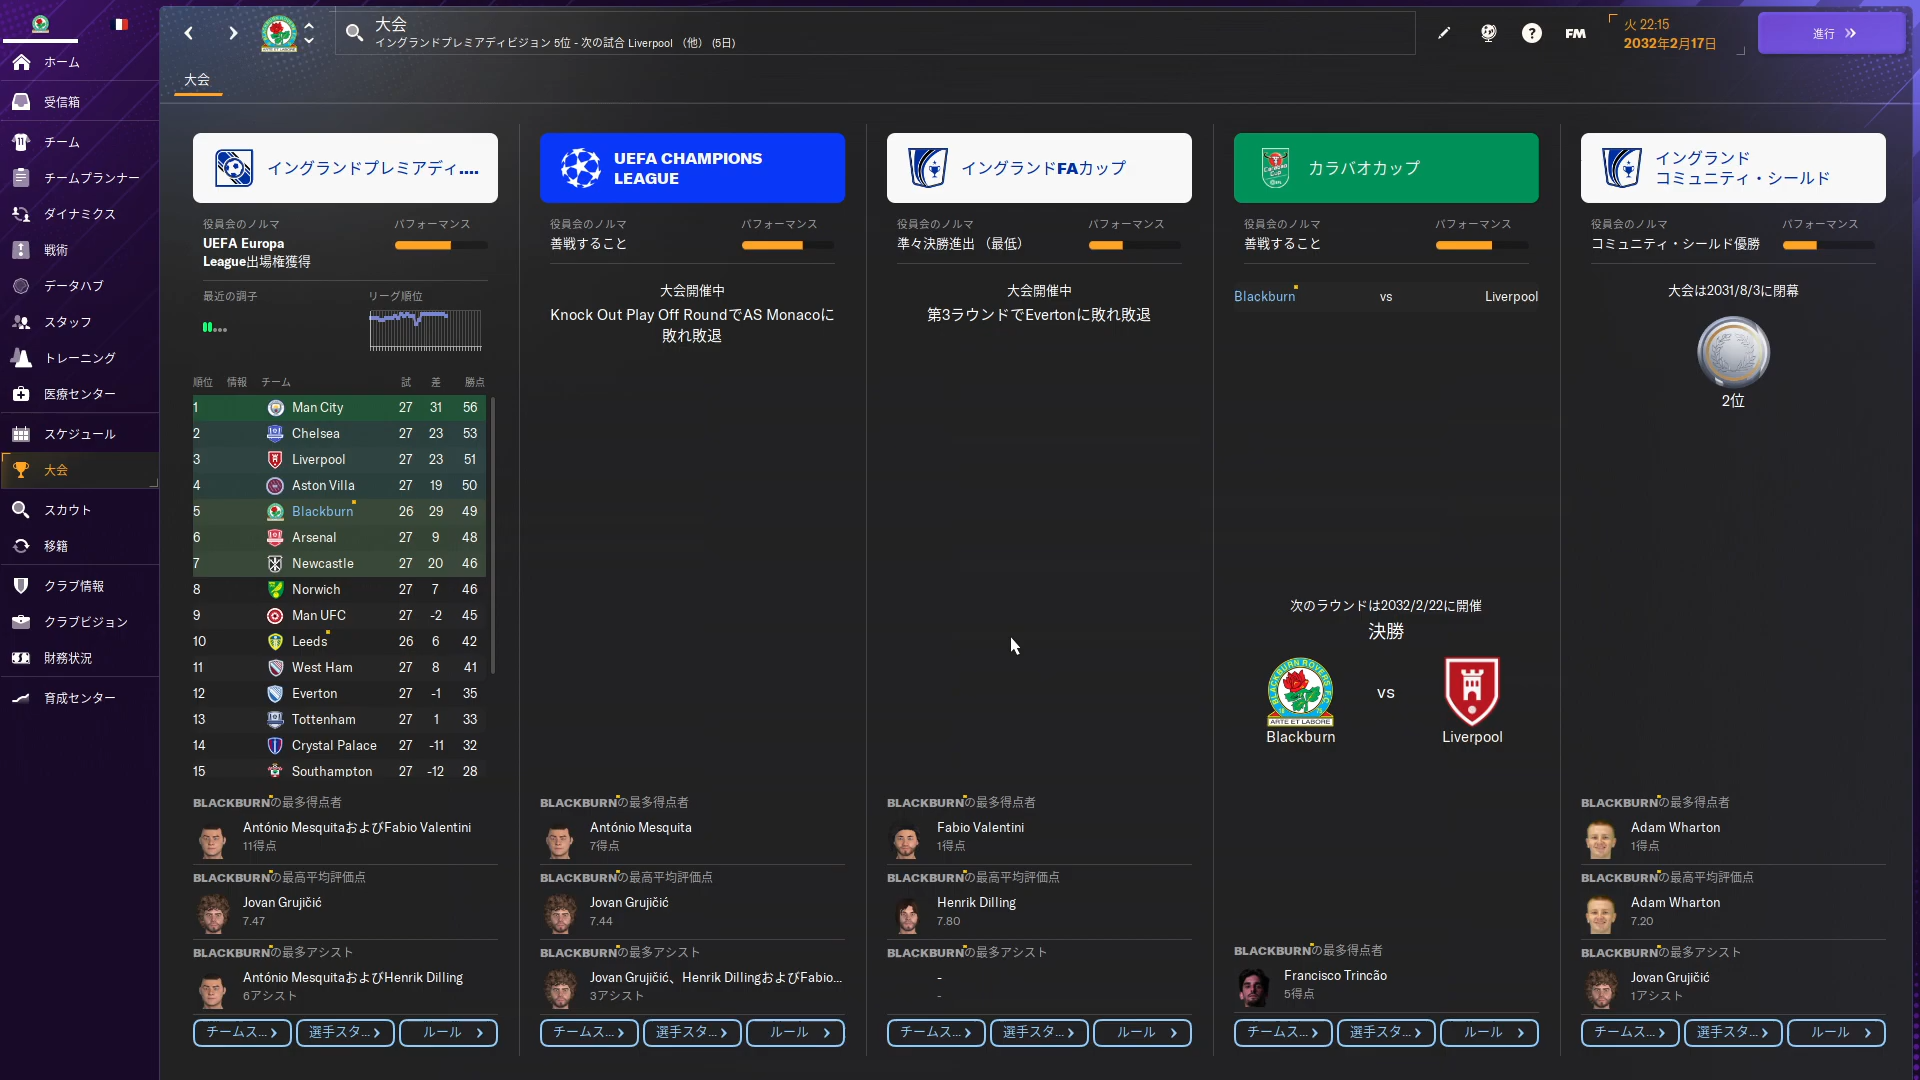 大会
イングランドプレミアディビジョン 5位 - 次の試合 Liverpool （他） (5日)
FM
火 22:15
2032年2月17日
進行
ホーム
受信箱
チーム
チームプランナー
ダイナミクス
戦術
データハブ
スタッフ
トレーニング
医療センター
スケジュール
大会
スカウト
移籍
クラブ情報
クラブビジョン
財務状況
育成センター
大会
イングランドプレミアディ....
役員会のノルマ
パフォーマンス
UEFA Europa
League出場権獲得
最近の調子
リーグ順位
順位 情報 チーム 試 差 勝点
1 Man City 27 31 56
2 Chelsea 27 23 53
3 Liverpool 27 23 51
4 Aston Villa 27 19 50
5 Blackburn 26 29 49
6 Arsenal 27 9 48
7 Newcastle 27 20 46
8 Norwich 27 7 46
9 Man UFC 27 -2 45
10 Leeds 26 6 42
11 West Ham 27 8 41
12 Everton 27 -1 35
13 Tottenham 27 1 33
14 Crystal Palace 27 -11 32
15 Southampton 27 -12 28
BLACKBURNの最多得点者
António MesquitaおよびFabio Valentini
11得点
BLACKBURNの最高平均評価点
Jovan Grujičić
7.47
BLACKBURNの最多アシスト
António MesquitaおよびHenrik Dilling
6アシスト
チームス... 選手スタ... ルール
UEFA CHAMPIONS
LEAGUE
役員会のノルマ
パフォーマンス
善戦すること
大会開催中
Knock Out Play Off RoundでAS Monacoに
敗れ敗退
BLACKBURNの最多得点者
António Mesquita
7得点
BLACKBURNの最高平均評価点
Jovan Grujičić
7.44
BLACKBURNの最多アシスト
Jovan Grujičić、Henrik DillingおよびFabio...
3アシスト
チームス... 選手スタ... ルール
イングランドFAカップ
役員会のノルマ
パフォーマンス
準々決勝進出 （最低）
大会開催中
第3ラウンドでEvertonに敗れ敗退
BLACKBURNの最多得点者
Fabio Valentini
1得点
BLACKBURNの最高平均評価点
Henrik Dilling
7.80
BLACKBURNの最多アシスト
-
-
チームス... 選手スタ... ルール
カラバオカップ
役員会のノルマ
パフォーマンス
善戦すること
Blackburn vs Liverpool
次のラウンドは2032/2/22に開催
決勝
vs
Blackburn Liverpool
BLACKBURNの最多得点者
Francisco Trincão
5得点
チームス... 選手スタ... ルール
イングランド
コミュニティ・シールド
役員会のノルマ
パフォーマンス
コミュニティ・シールド優勝
大会は2031/8/3に閉幕
2位
BLACKBURNの最多得点者
Adam Wharton
1得点
BLACKBURNの最高平均評価点
Adam Wharton
7.20
BLACKBURNの最多アシスト
Jovan Grujičić
1アシスト
チームス... 選手スタ... ルール